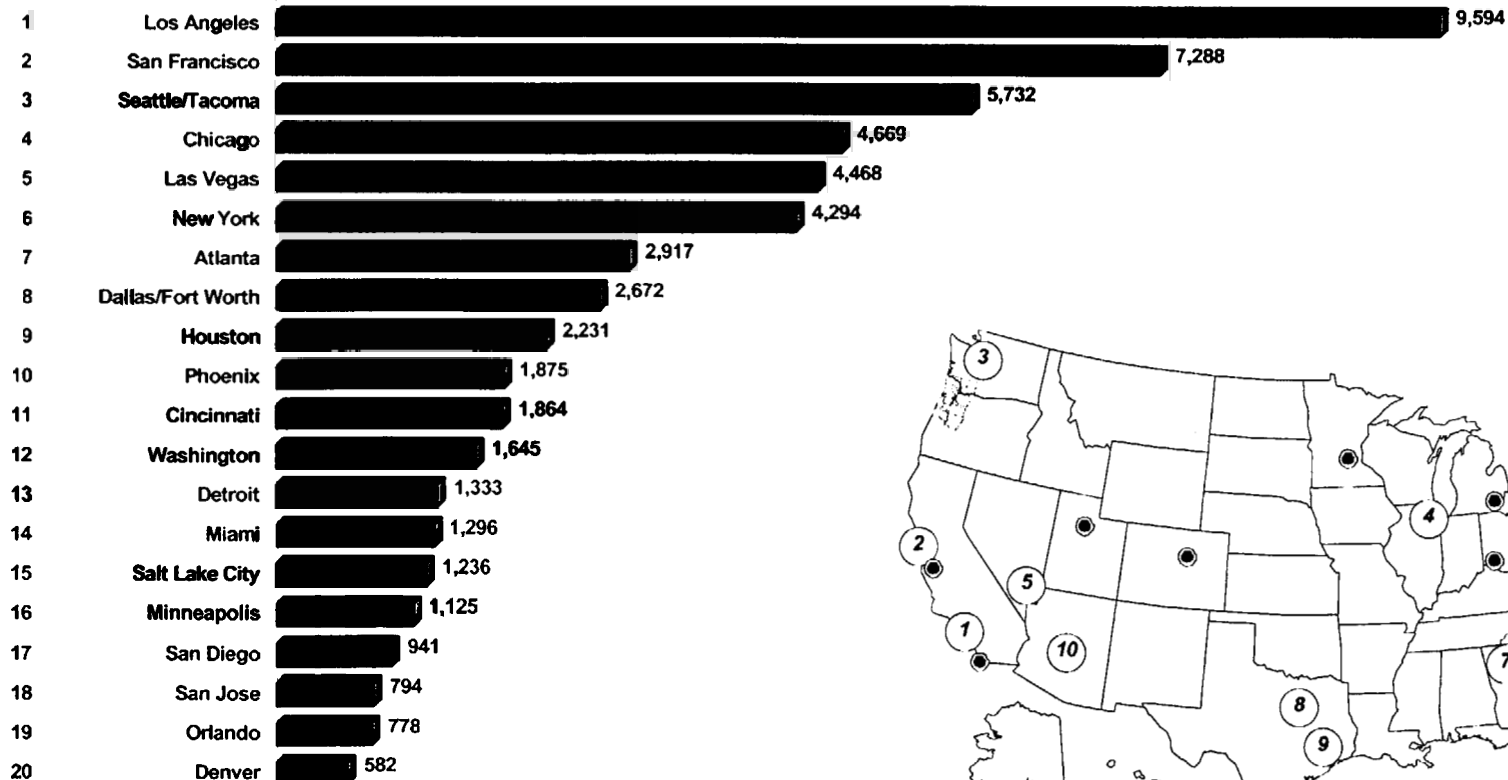 1 Los Angeles 9,594
2 San Francisco 7,288
3 Seattle/Tacoma 5,732
4 Chicago 4,669
5 Las Vegas 4,468
6 New York 4,294
7 Atlanta 2,917
8 Dallas/Fort Worth 2,672
9 Houston 2,231
10 Phoenix 1,875
11 Cincinnati 1,864
12 Washington 1,645
13 Detroit 1,333
14 Miami 1,296
15 Salt Lake City 1,236
16 Minneapolis 1,125
17 San Diego 941
18 San Jose 794
19 Orlando 778
20 Denver 582
3
4
2
5
1
10
7
8
9